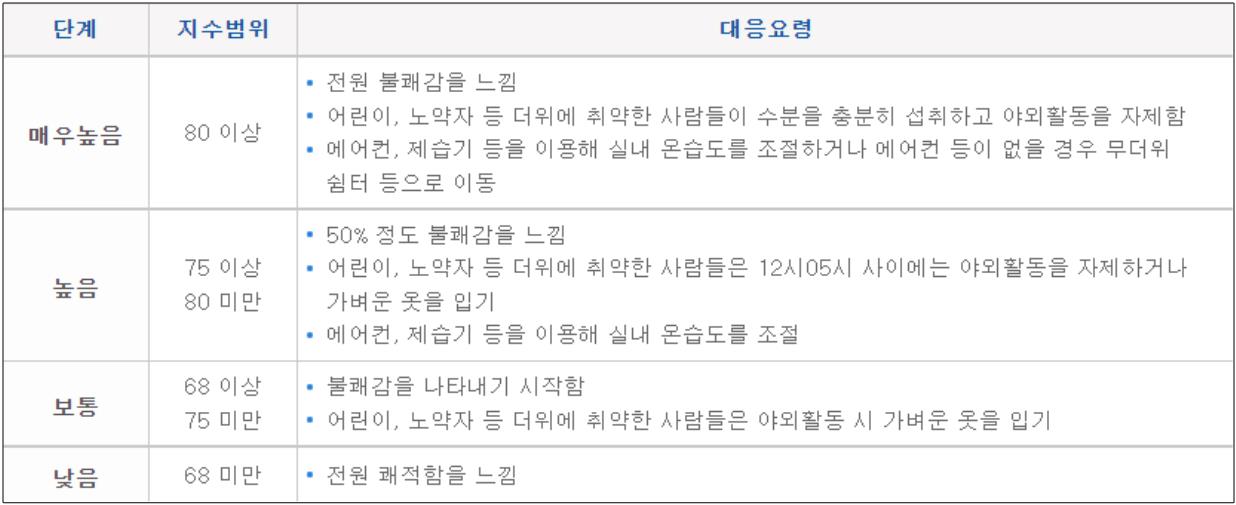 단계 지수범위 대응요령
매우높음 80 이상
• 전원 불쾌감을 느낌
• 어린이, 노약자 등 더위에 취약한 사람들이 수분을 충분히 섭취하고 야외활동을 자제함
• 에어컨, 제습기 등을 이용해 실내 온습도를 조절하거나 에어컨 등이 없을 경우 무더위
쉼터 등으로 이동
높음
75 이상
80 미만
• 50% 정도 불쾌감을 느낌
• 어린이, 노약자 등 더위에 취약한 사람들은 12시05시 사이에는 야외활동을 자제하거나
가벼운 옷을 입기
• 에어컨, 제습기 등을 이용해 실내 온습도를 조절
보통
68 이상
75 미만
• 불쾌감을 나타내기 시작함
• 어린이, 노약자 등 더위에 취약한 사람들은 야외활동 시 가벼운 옷을 입기
낮음 68 미만
• 전원 쾌적함을 느낌